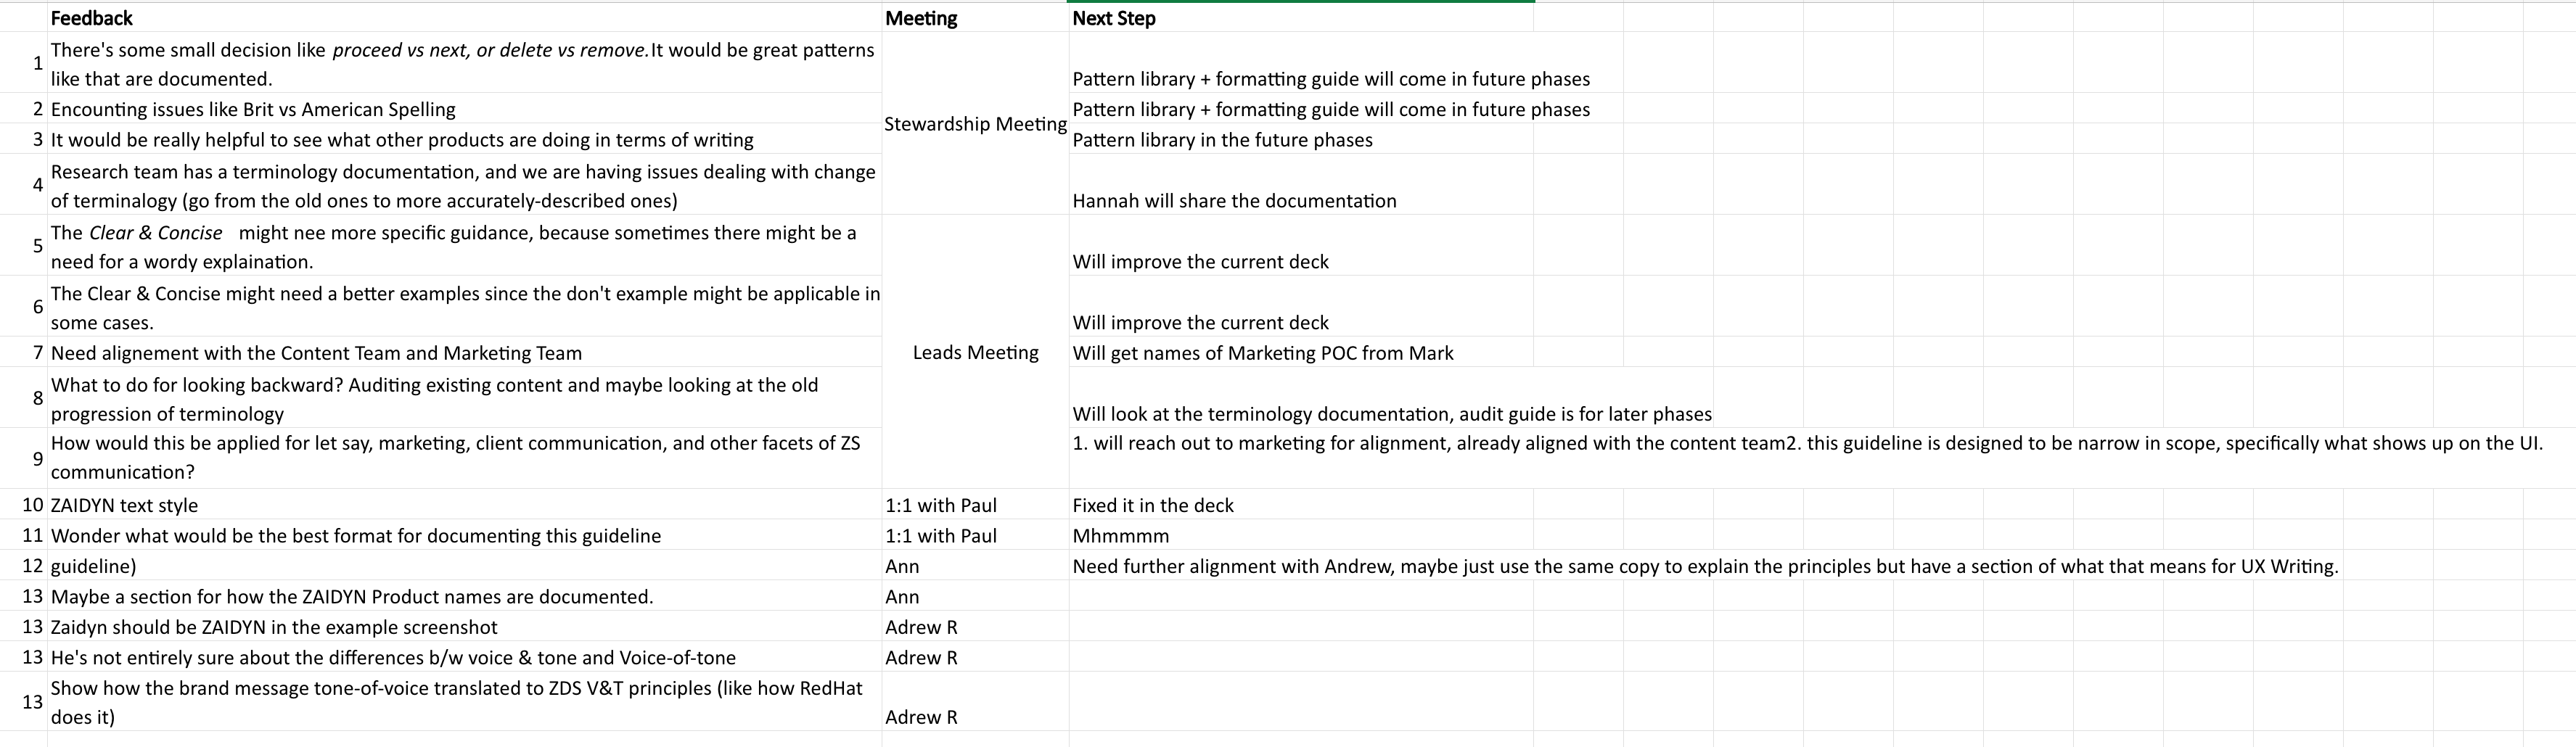 Feedback Meeting Next Step
1 There's some small decision like proceed vs next, or delete vs remove.It would be great patterns
like that are documented.
Pattern library + formatting guide will come in future phases
2 Encounting issues like Brit vs American Spelling Pattern library + formatting guide will come in future phases
Stewardship Meeting
3 It would be really helpful to see what other products are doing in terms of writing Pattern library in the future phases
4 Research team has a terminology documentation, and we are having issues dealing with change
of terminalogy (go from the old ones to more accurately-described ones)
Hannah will share the documentation
5 The Clear & Concise might nee more specific guidance, because sometimes there might be a
need for a wordy explaination.
Will improve the current deck
6 The Clear & Concise might need a better examples since the don't example might be applicable in
some cases.
Will improve the current deck
7 Need alignement with the Content Team and Marketing Team Leads Meeting Will get names of Marketing POC from Mark
8 What to do for looking backward? Auditing existing content and maybe looking at the old
progression of terminology
Will look at the terminology documentation, audit guide is for later phases
9 How would this be applied for let say, marketing, client communication, and other facets of ZS
communication?
1. will reach out to marketing for alignment, already aligned with the content team2. this guideline is designed to be narrow in scope, specifically what shows up on the UI.
10 ZAIDYN text style 1:1 with Paul Fixed it in the deck
11 Wonder what would be the best format for documenting this guideline 1:1 with Paul Mhmmmm
12 guideline) Ann Need further alignment with Andrew, maybe just use the same copy to explain the principles but have a section of what that means for UX Writing.
13 Maybe a section for how the ZAIDYN Product names are documented. Ann
13 Zaidyn should be ZAIDYN in the example screenshot Adrew R
13 He's not entirely sure about the differences b/w voice & tone and Voice-of-tone Adrew R
13 Show how the brand message tone-of-voice translated to ZDS V&T principles (like how RedHat
does it)
Adrew R